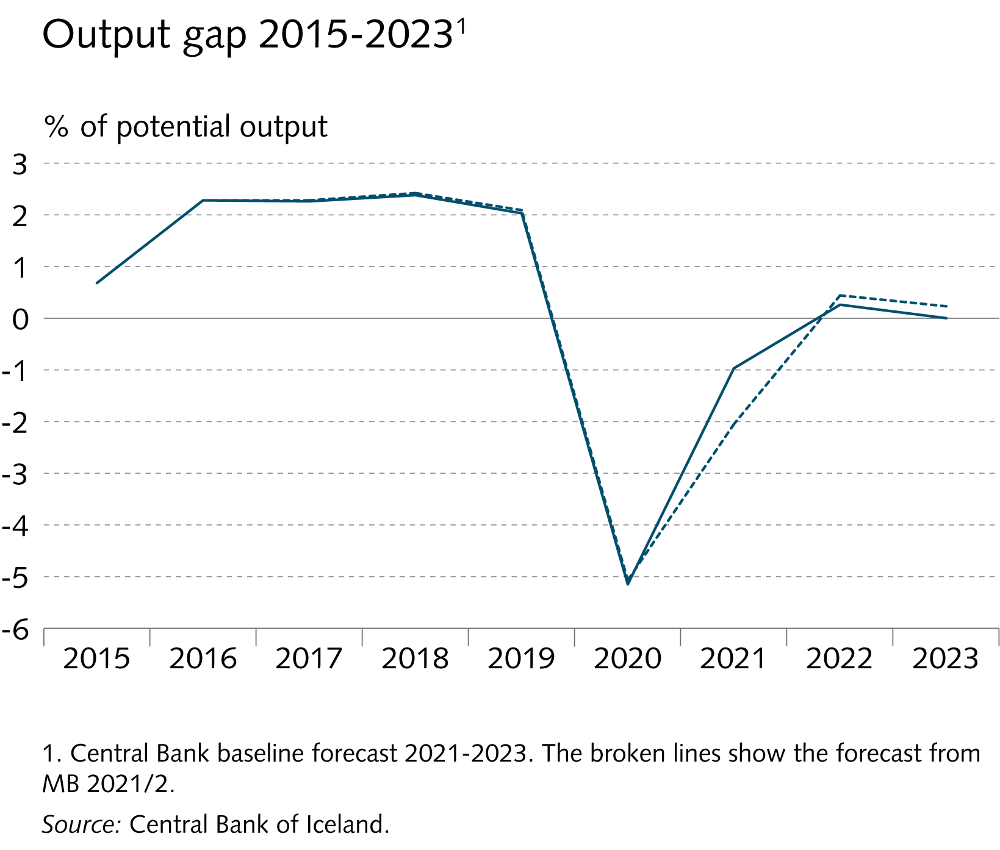 Output gap 2015-2023¹
% of potential output
3
2
1
0
-1
-2
-3
-4
-5
-6
2015 2016 2017 2018 2019 2020 2021 2022 2023
1. Central Bank baseline forecast 2021-2023. The broken lines show the forecast from
MB 2021/2.
Source: Central Bank of Iceland.